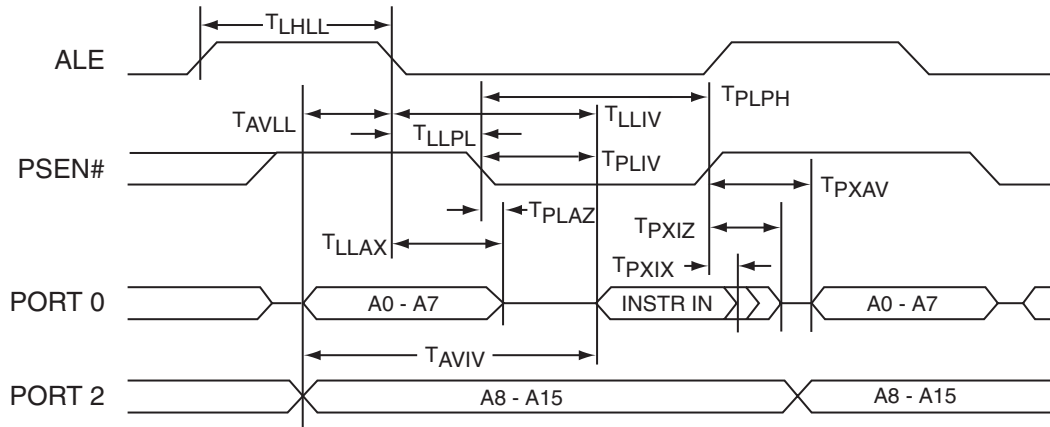 TLHLL
ALE
TPLPH
TAVLL
TLLIV
TLLPL
PSEN#
TPLIV
TPXAV
TPLAZ
TPXIZ
TLLAX
TPXIX
PORT 0
A0 - A7
INSTR IN
A0 - A7
TAVIV
PORT 2
A8 - A15
A8 - A15